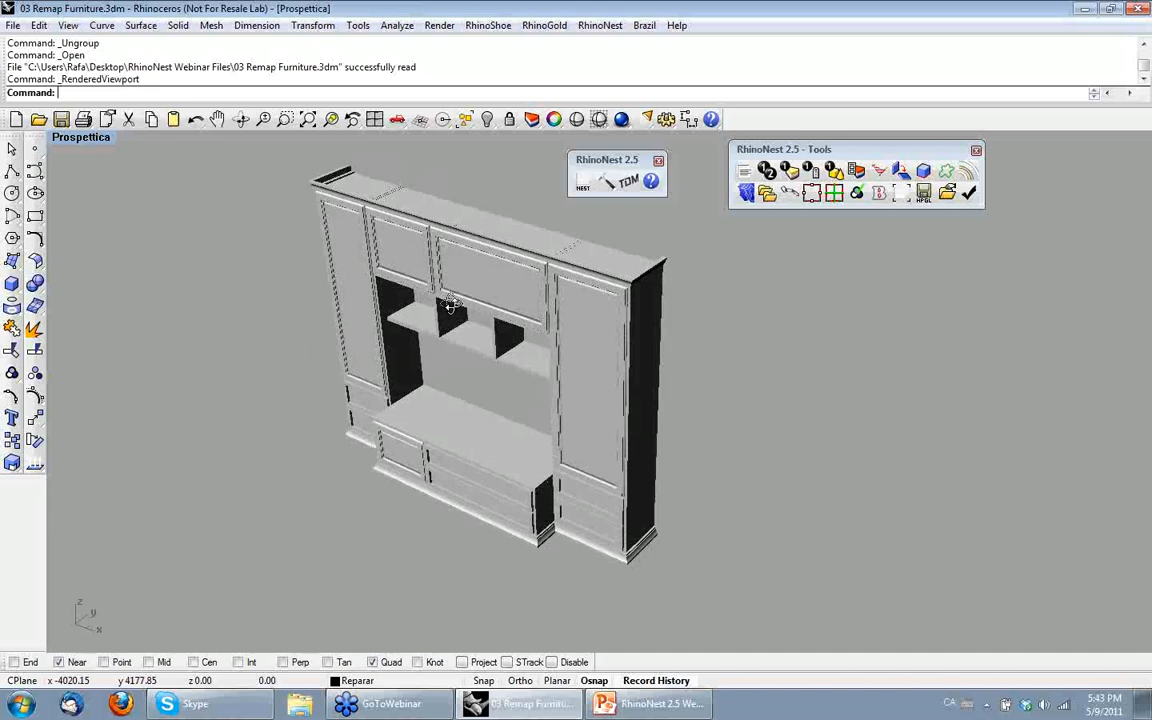 03 Remap Furniture.3dm - Rhinoceros (Not For Resale Lab) - [Prospettica]
File Edit View Curve Surface Solid Mesh Dimension Transform Tools Analyze Render RhinoShoe RhinoGold RhinoNest Brazil Help
Command: _Ungroup
Command: _Open
File "C:\Users\Rafa\Desktop\RhinoNest Webinar Files\03 Remap Furniture.3dm" successfully read
Command: _RenderedViewport
Command:
Prospettica
RhinoNest 2.5
NEST TDM
RhinoNest 2.5 - Tools
HPGL
z
y
x
End Near Point Mid Cen Int Perp Tan Quad Knot Project STrack Disable
CPlane x -4020.15 y 4177.85 z 0.00 0.00 Reparar Snap Ortho Planar Osnap Record History
Skype GoToWebinar 03 Remap Furnitu... RhinoNest 2.5 We... CA 5:43 PM
5/9/2011